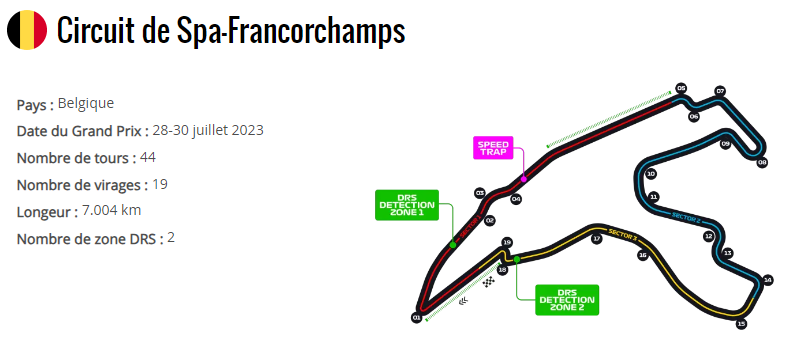 Circuit de Spa-Francorchamps
Pays : Belgique
Date du Grand Prix : 28-30 juillet 2023
Nombre de tours : 44
Nombre de virages : 19
Longeur : 7.004 km
Nombre de zone DRS : 2
05
07
06
SPEED
TRAP
09
08
10
03
04
11
DRS
DETECTION
ZONE 1
02
SECTOR 1
SECTOR 2
12
19
17
SECTOR 3
13
18
16
14
DRS
DETECTION
ZONE 2
01
15